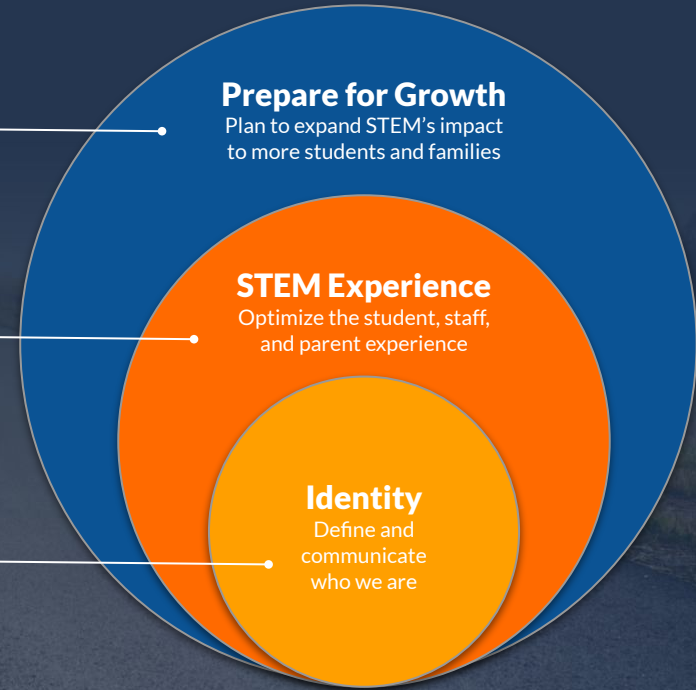 Prepare for Growth
Plan to expand STEM's impact
to more students and families
STEM Experience
Optimize the student, staff,
and parent experience
Identity
Define and
communicate
who we are